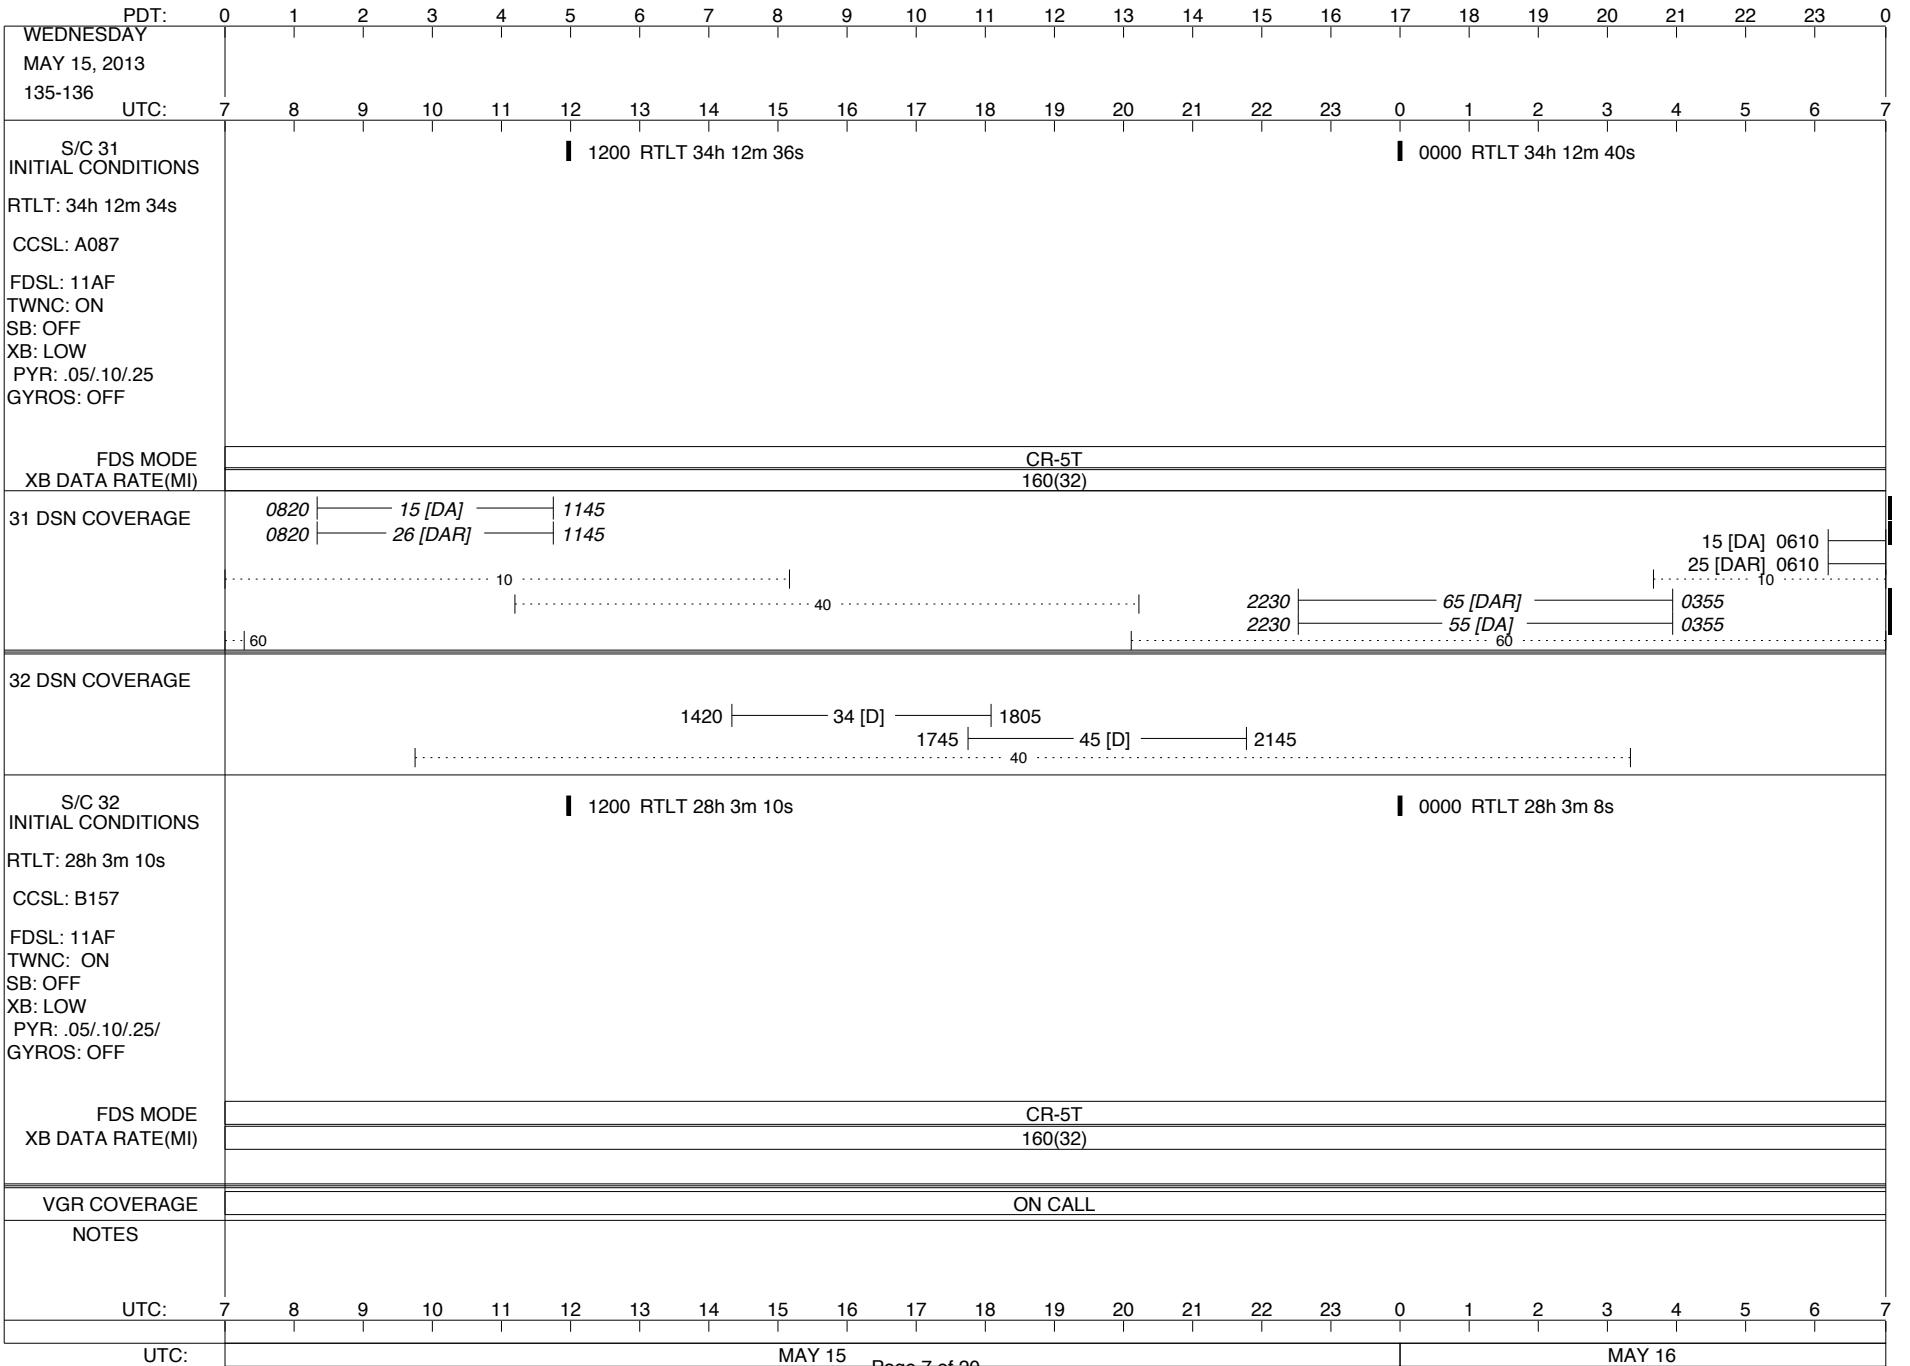 PDT: 0 1 2 3 4 5 6 7 8 9 10 11 12 13 14 15 16 17 18 19 20 21 22 23 0
WEDNESDAY
MAY 15, 2013
135-136
UTC: 7 8 9 10 11 12 13 14 15 16 17 18 19 20 21 22 23 0 1 2 3 4 5 6 7
S/C 31
INITIAL CONDITIONS
1200 RTLT 34h 12m 36s
0000 RTLT 34h 12m 40s
RTLT: 34h 12m 34s
CCSL: A087
FDSL: 11AF
TWNC: ON
SB: OFF
XB: LOW
PYR: .05/.10/.25
GYROS: OFF
FDS MODE CR-5T
XB DATA RATE(MI) 160(32)
31 DSN COVERAGE
0820 15 [DA] 1145
0820 26 [DAR] 1145
15 [DA] 0610
25 [DAR] 0610
10 10
40
2230 65 [DAR] 0355
2230 55 [DA] 0355
60 60
32 DSN COVERAGE
1420 34 [D] 1805
1745 45 [D] 2145
40
S/C 32
INITIAL CONDITIONS
1200 RTLT 28h 3m 10s
0000 RTLT 28h 3m 8s
RTLT: 28h 3m 10s
CCSL: B157
FDSL: 11AF
TWNC: ON
SB: OFF
XB: LOW
PYR: .05/.10/.25/
GYROS: OFF
FDS MODE CR-5T
XB DATA RATE(MI) 160(32)
VGR COVERAGE ON CALL
NOTES
UTC: 7 8 9 10 11 12 13 14 15 16 17 18 19 20 21 22 23 0 1 2 3 4 5 6 7
UTC: MAY 15 MAY 16
Page 7 of 20